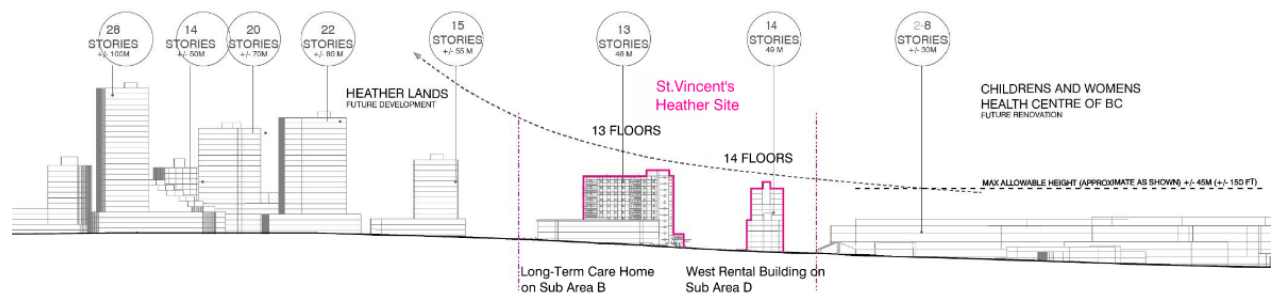 28
STORIES
+/- 100M
14
STORIES
+/- 50M
20
STORIES
+/- 70M
22
STORIES
+/- 80 M
15
STORIES
+/- 55 M
13
STORIES
46 M
14
STORIES
49 M
2-8
STORIES
+/- 30M
HEATHER LANDS
FUTURE DEVELOPMENT
St.Vincent's
Heather Site
CHILDRENS AND WOMENS
HEALTH CENTRE OF BC
FUTURE RENOVATION
13 FLOORS
14 FLOORS
MAX ALLOWABLE HEIGHT (APPROXIMATE AS SHOWN) +/- 45M (+/- 150 FT)
Long-Term Care Home
on Sub Area B
West Rental Building on
Sub Area D